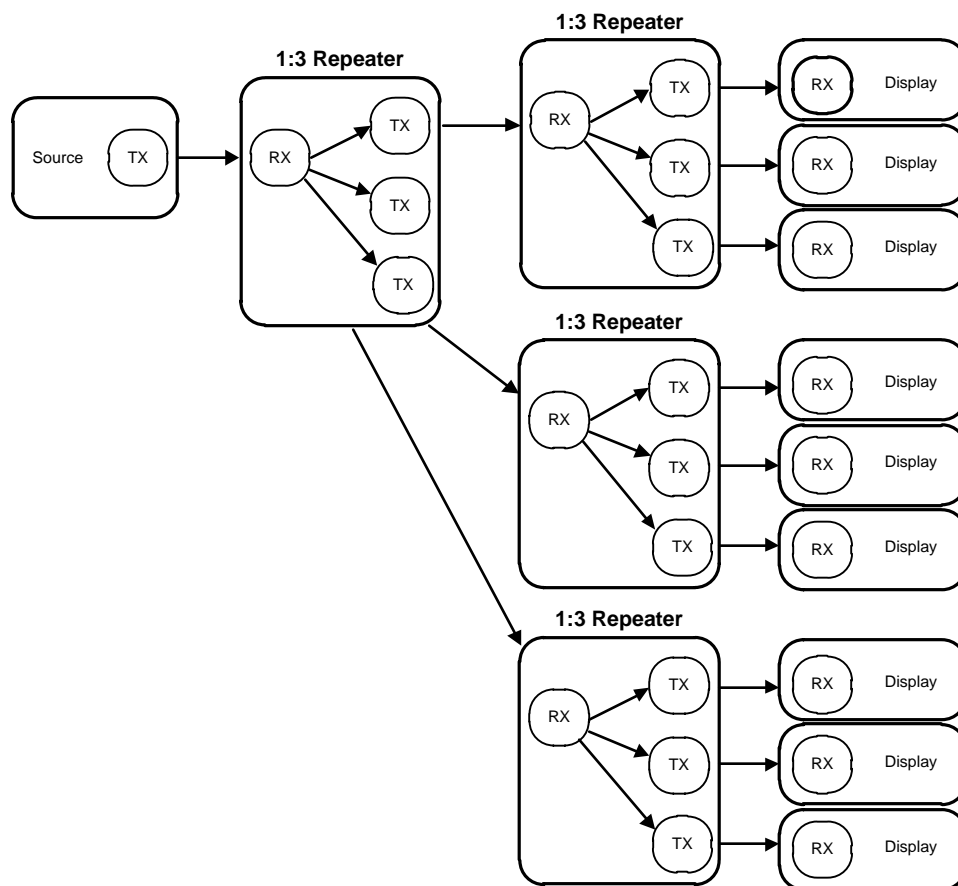 1:3 Repeater
1:3 Repeater
Source
TX
RX
TX
TX
TX
RX
TX
TX
TX
RX
Display
RX
Display
RX
Display
1:3 Repeater
RX
TX
TX
TX
RX
Display
RX
Display
RX
Display
1:3 Repeater
RX
TX
TX
TX
RX
Display
RX
Display
RX
Display